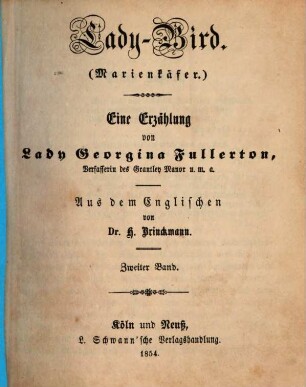 Lady-Bird.
(Marienkäfer.)
Eine Erzählung
von
Lady Georgina Fullerton,
Verfasserin des Grantley Manor u. m. a.
Aus dem Englischen
von
Dr. H. Brinckmann.
Zweiter Band.
Köln und Neuß,
L. Schwann'sche Verlagshandlung.
1854.